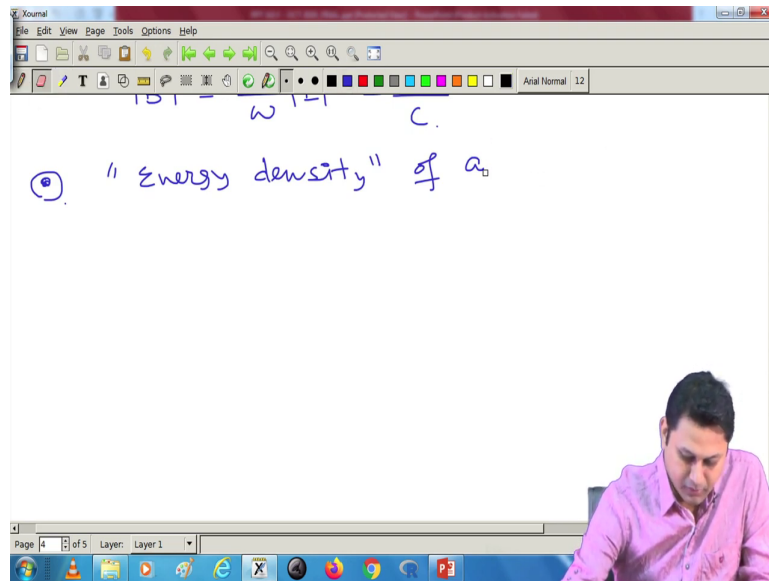 Xournal
File Edit View Page Tools Options Help
Arial Normal 12
ω
C.
"Energy density" of a
Page 4 of 5 Layer: Layer 1